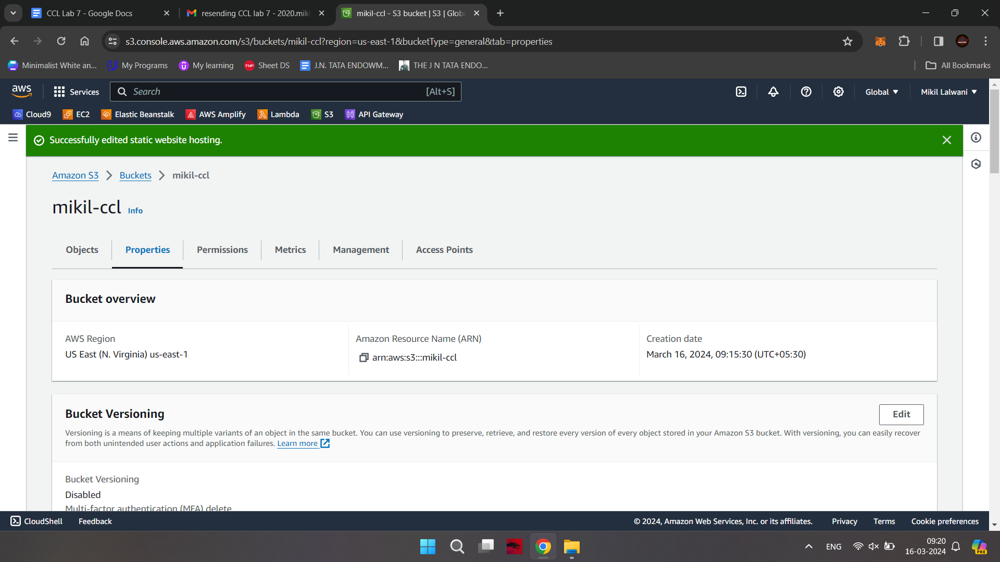 CCL Lab 7 - Google Docs
resending CCL lab 7 - 2020.miki
mikil-ccl - S3 bucket | S3 | Globa
s3.console.aws.amazon.com/s3/buckets/mikil-ccl?region=us-east-1&bucketType=general&tab=properties
Minimalist White an...
My Programs
My learning
TUF
Sheet DS
J.N. TATA ENDOWM...
THE J N TATA ENDO...
All Bookmarks
aws
Services
Search
[Alt+S]
Global
Mikil Lalwani
Cloud9
EC2
Elastic Beanstalk
AWS Amplify
Lambda
S3
API Gateway
Successfully edited static website hosting.
Amazon S3
Buckets
mikil-ccl
mikil-ccl
Info
Objects
Properties
Permissions
Metrics
Management
Access Points
Bucket overview
AWS Region
US East (N. Virginia) us-east-1
Amazon Resource Name (ARN)
arn:aws:s3:::mikil-ccl
Creation date
March 16, 2024, 09:15:30 (UTC+05:30)
Bucket Versioning
Edit
Versioning is a means of keeping multiple variants of an object in the same bucket. You can use versioning to preserve, retrieve, and restore every version of every object stored in your Amazon S3 bucket. With versioning, you can easily recover
from both unintended user actions and application failures. Learn more
Bucket Versioning
Disabled
Multi-factor authentication (MFA) delete
CloudShell
Feedback
© 2024, Amazon Web Services, Inc. or its affiliates.
Privacy
Terms
Cookie preferences
ENG
09:20
16-03-2024
PRE